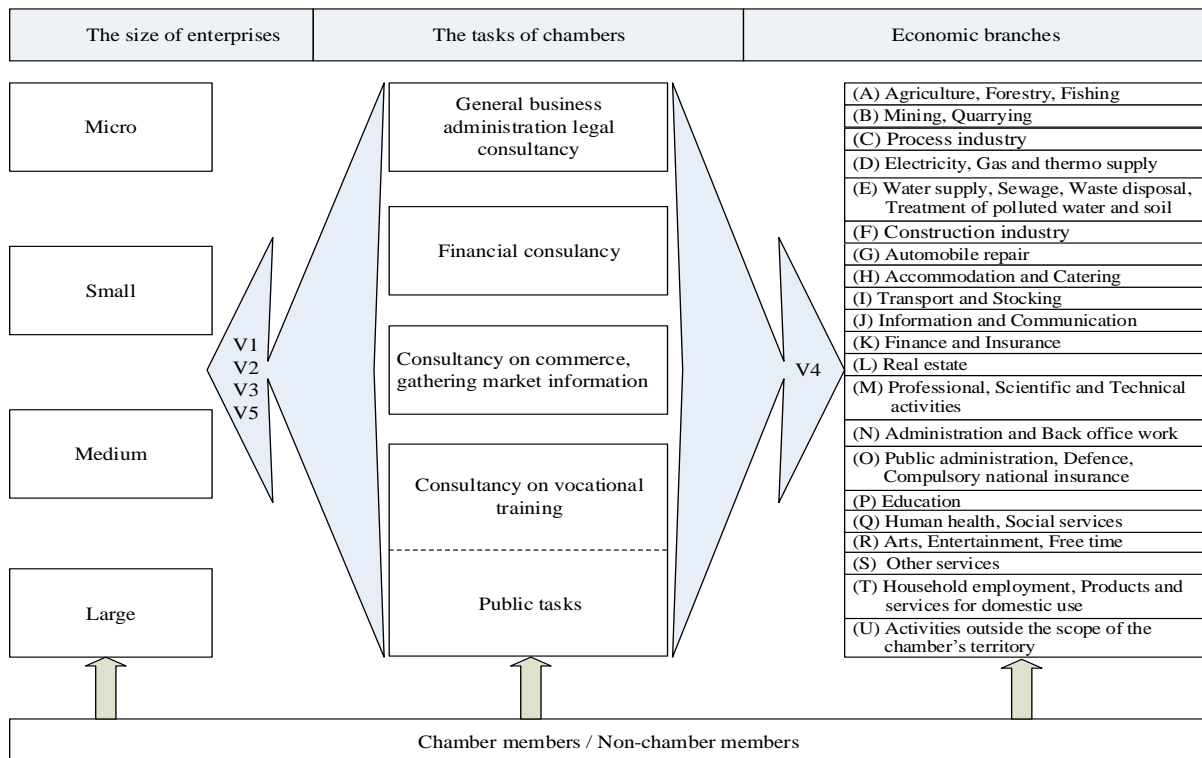 The size of enterprises
The tasks of chambers
Economic branches
Micro
Small
Medium
Large
V1
V2
V3
V5
General business
administration legal
consultancy
Financial consulancy
Consultancy on commerce,
gathering market information
Consultancy on vocational
training
Public tasks
V4
(A) Agriculture, Forestry, Fishing
(B) Mining, Quarrying
(C) Process industry
(D) Electricity, Gas and thermo supply
(E) Water supply, Sewage, Waste disposal,
Treatment of polluted water and soil
(F) Construction industry
(G) Automobile repair
(H) Accommodation and Catering
(I) Transport and Stocking
(J) Information and Communication
(K) Finance and Insurance
(L) Real estate
(M) Professional, Scientific and Technical
activities
(N) Administration and Back office work
(O) Public administration, Defence,
Compulsory national insurance
(P) Education
(Q) Human health, Social services
(R) Arts, Entertainment, Free time
(S) Other services
(T) Household employment, Products and
services for domestic use
(U) Activities outside the scope of the
chamber's territory
Chamber members / Non-chamber members